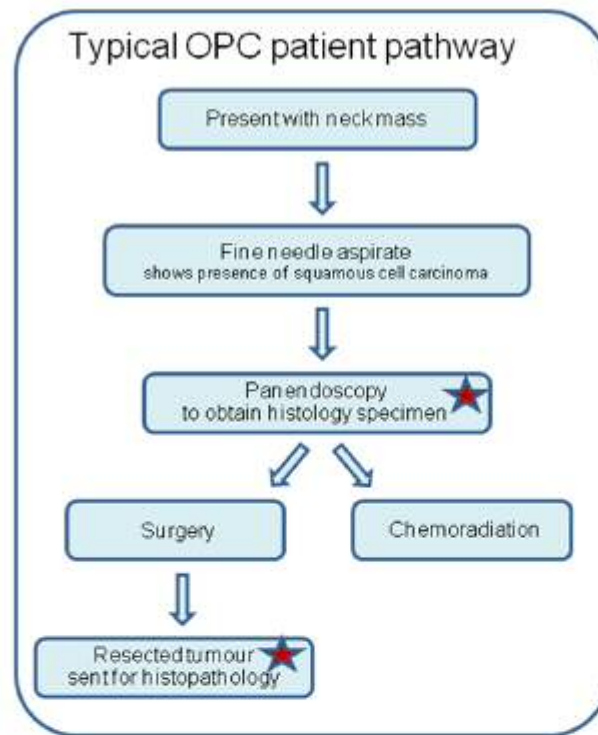 Typical OPC patient pathway
Present with neck mass
Fine needle aspirate
shows presence of squamous cell carcinoma
Panendoscopy
to obtain histology specimen
Surgery
Chemoradiation
Resected tumour
sent for histopathology